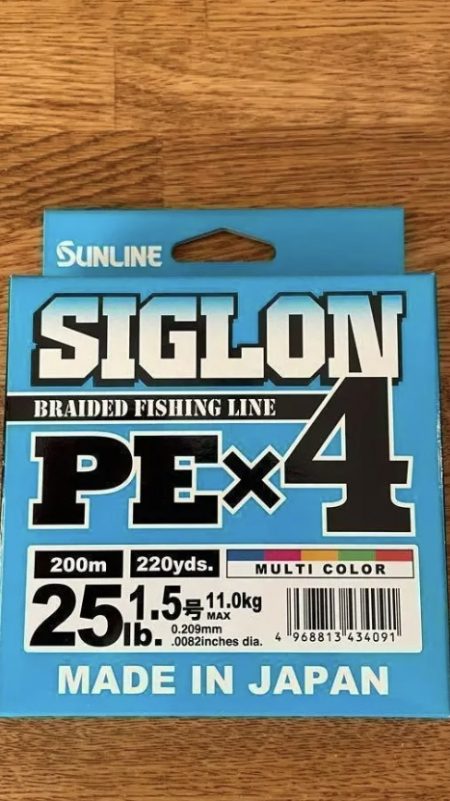 SUNLINE
SIGLON
BRAIDED FISHING LINE
PE×4
200m 220yds. MULTI COLOR
25lb. 1.5号 11.0kg MAX
0.209mm
.0082inches dia.
4 968813 434091
MADE IN JAPAN